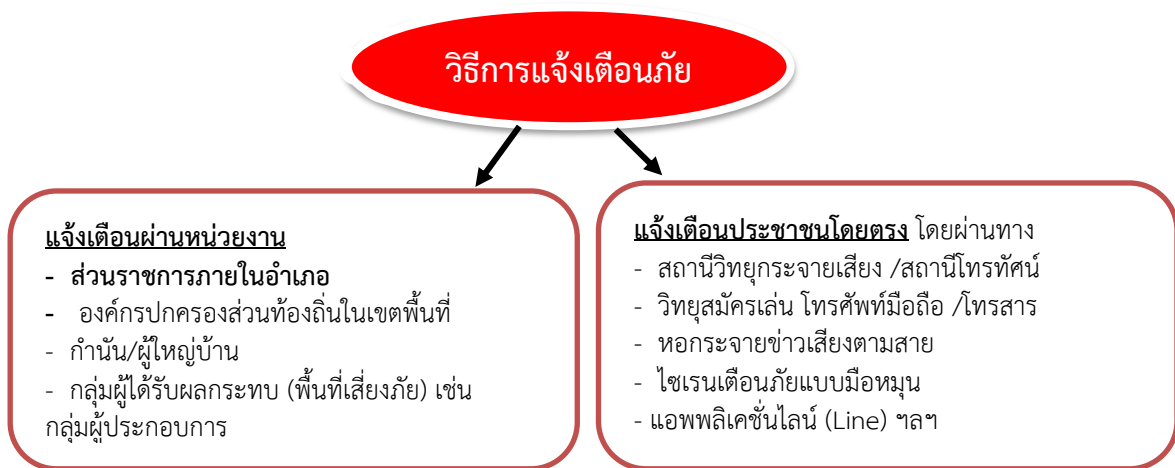 วิธีการแจ้งเตือนภัย
แจ้งเตือนผ่านหน่วยงาน
- ส่วนราชการภายในอำเภอ
- องค์กรปกครองส่วนท้องถิ่นในเขตพื้นที่
- กำนัน/ผู้ใหญ่บ้าน
- กลุ่มผู้ได้รับผลกระทบ (พื้นที่เสี่ยงภัย) เช่น
กลุ่มผู้ประกอบการ
แจ้งเตือนประชาชนโดยตรง โดยผ่านทาง
- สถานีวิทยุกระจายเสียง /สถานีโทรทัศน์
- วิทยุสมัครเล่น โทรศัพท์มือถือ /โทรสาร
- หอกระจายข่าวเสียงตามสาย
- ไซเรนเตือนภัยแบบมือหมุน
- แอพพลิเคชั่นไลน์ (Line) ฯลฯ